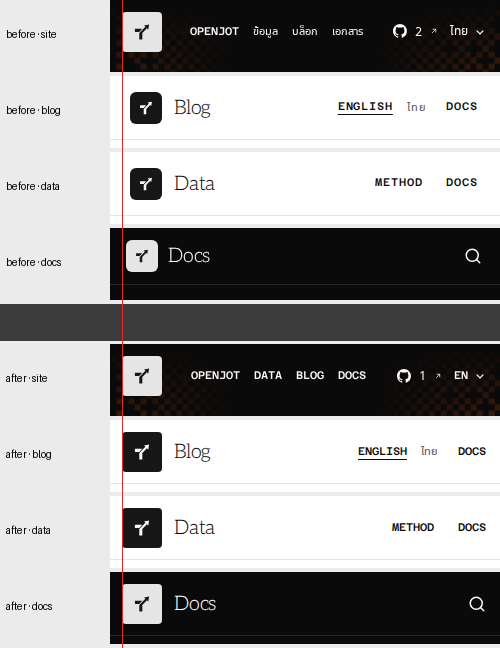 before·site OPENJOT ข้อมูล บล็อก เอกสาร 2 ↗ ไทย
before·blog Blog ENGLISH ไทย DOCS
before·data Data METHOD DOCS
before·docs Docs
after·site OPENJOT DATA BLOG DOCS 1 ↗ EN
after·blog Blog ENGLISH ไทย DOCS
after·data Data METHOD DOCS
after·docs Docs